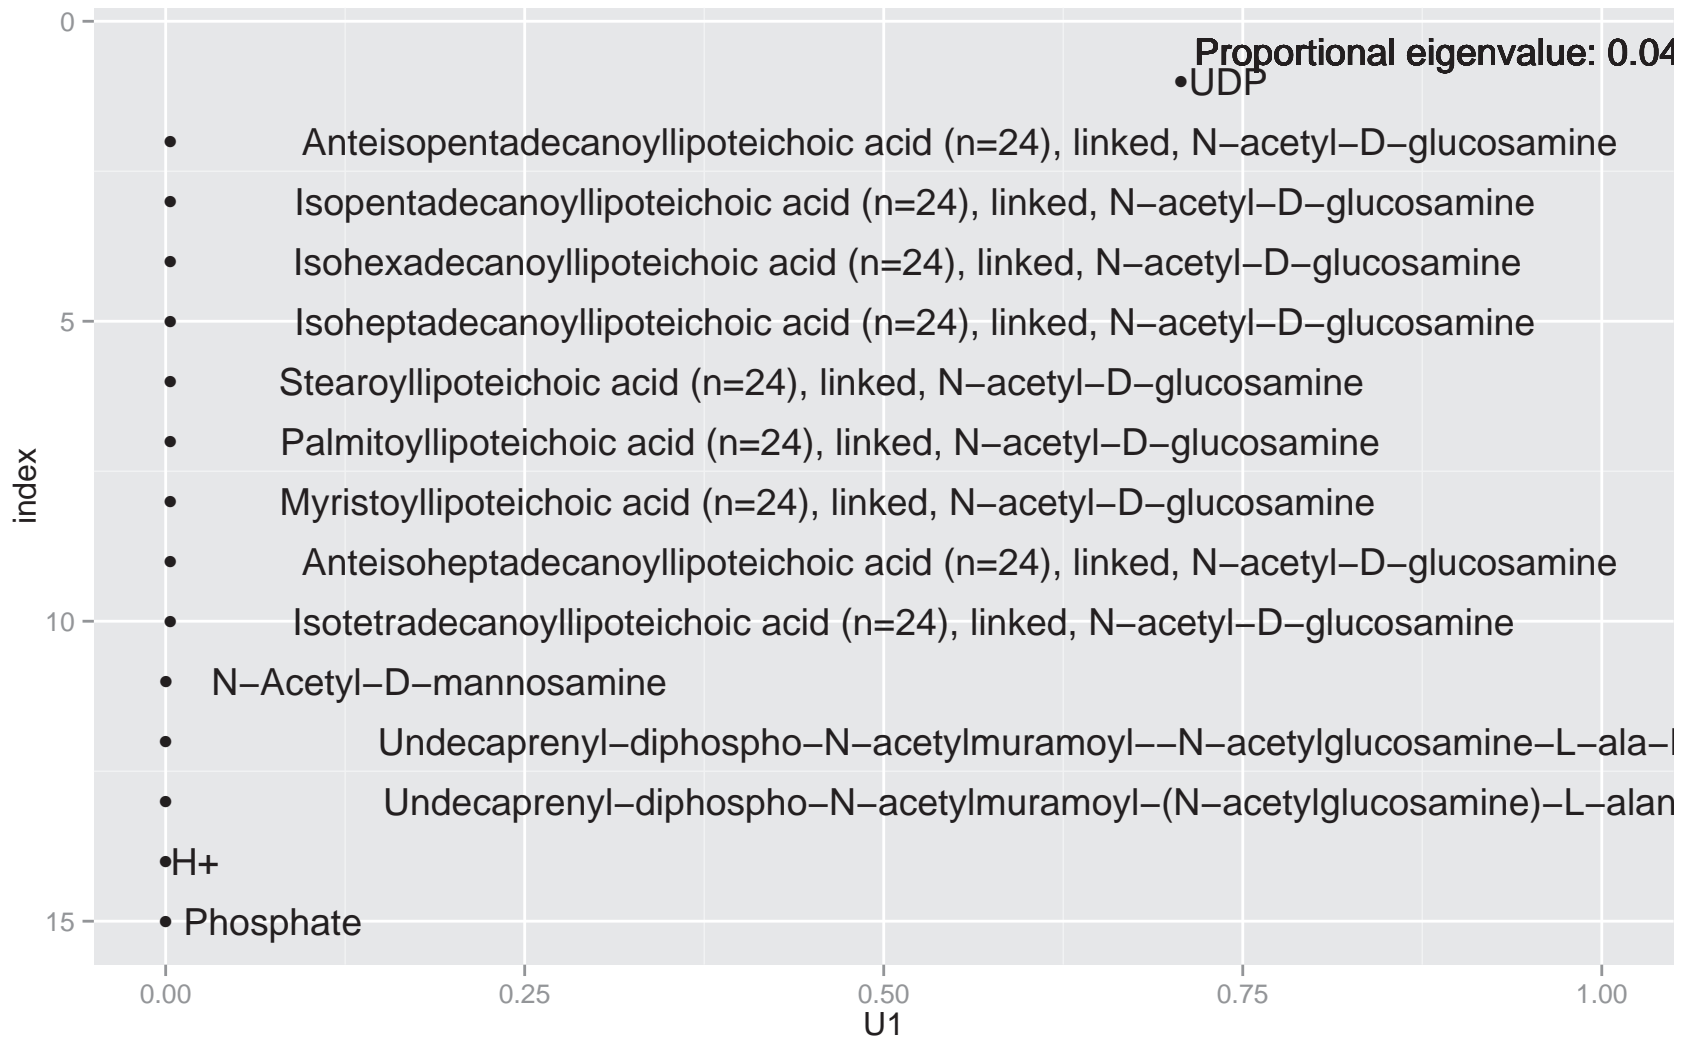 0
Proportional eigenvalue: 0.04
UDP
Anteisopentadecanoyllipoteichoic acid (n=24), linked, N−acetyl−D−glucosamine
Isopentadecanoyllipoteichoic acid (n=24), linked, N−acetyl−D−glucosamine
Isohexadecanoyllipoteichoic acid (n=24), linked, N−acetyl−D−glucosamine
5
Isoheptadecanoyllipoteichoic acid (n=24), linked, N−acetyl−D−glucosamine
Stearoyllipoteichoic acid (n=24), linked, N−acetyl−D−glucosamine
Palmitoyllipoteichoic acid (n=24), linked, N−acetyl−D−glucosamine
index
Myristoyllipoteichoic acid (n=24), linked, N−acetyl−D−glucosamine
Anteisoheptadecanoyllipoteichoic acid (n=24), linked, N−acetyl−D−glucosamine
10
Isotetradecanoyllipoteichoic acid (n=24), linked, N−acetyl−D−glucosamine
N−Acetyl−D−mannosamine
Undecaprenyl−diphospho−N−acetylmuramoyl−−N−acetylglucosamine−L−ala−
Undecaprenyl−diphospho−N−acetylmuramoyl−(N−acetylglucosamine)−L−alan
H+
15
Phosphate
0.00 0.25 0.50 0.75 1.00
U1